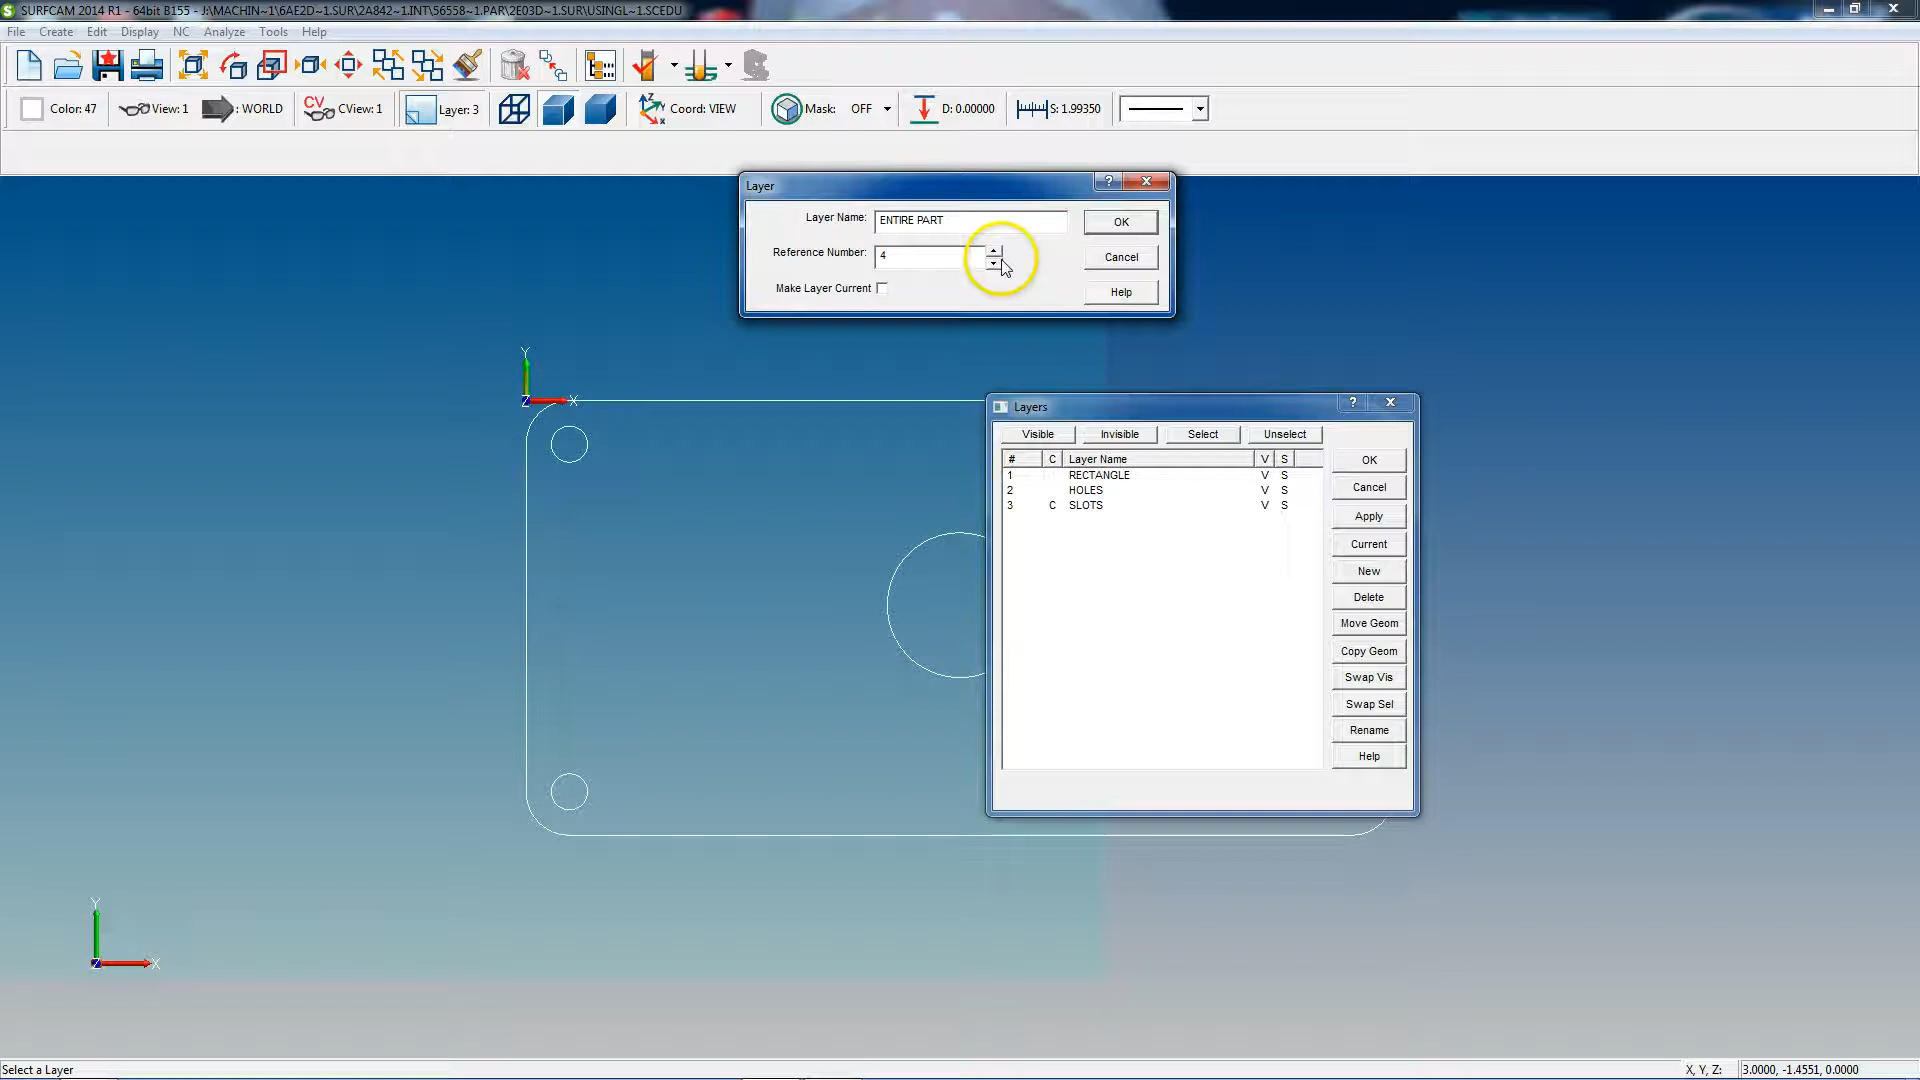 SURFCAM 2014 R1 - 64bit B155 - J:\MACHIN~1\6AE2D~1.SUR\2A842~1.INT\56558~1.PAR\2E03D~1.SUR\USINGL~1.SCEDU
File Create Edit Display NC Analyze Tools Help
Color: 47 View: 1 : WORLD CV CView: 1 Layer: 3 Z Y X Coord: VIEW Mask: OFF D: 0.00000 S: 1.99350
Layer ?
Layer Name: ENTIRE PART OK
Reference Number: 4 Cancel
Make Layer Current Help
Y
Z X
Layers ?
Visible Invisible Select Unselect
# C Layer Name V S OK
1 RECTANGLE V S
2 HOLES V S Cancel
3 C SLOTS V S
Apply
Current
New
Delete
Move Geom
Copy Geom
Swap Vis
Swap Sel
Rename
Help
Y
Z X
Select a Layer X, Y, Z: 3.0000, -1.4551, 0.0000